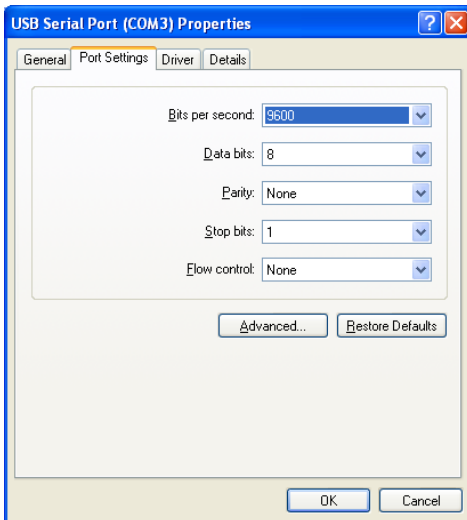 USB Serial Port (COM3) Properties
General Port Settings Driver Details
Bits per second: 9600
Data bits: 8
Parity: None
Stop bits: 1
Flow control: None
Advanced... Restore Defaults
OK Cancel